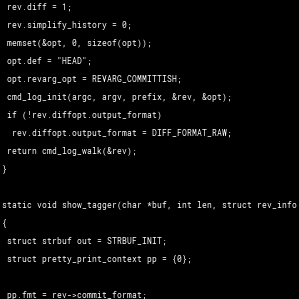 rev.diff = 1;
rev.simplify_history = 0;
memset(&opt, 0, sizeof(opt));
opt.def = "HEAD";
opt.revarg_opt = REVARG_COMMITTISH;
cmd_log_init(argc, argv, prefix, &rev, &opt);
if (!rev.diffopt.output_format)
rev.diffopt.output_format = DIFF_FORMAT_RAW;
return cmd_log_walk(&rev);
}
static void show_tagger(char *buf, int len, struct rev_info
{
struct strbuf out = STRBUF_INIT;
struct pretty_print_context pp = {0};
pp.fmt = rev->commit_format;